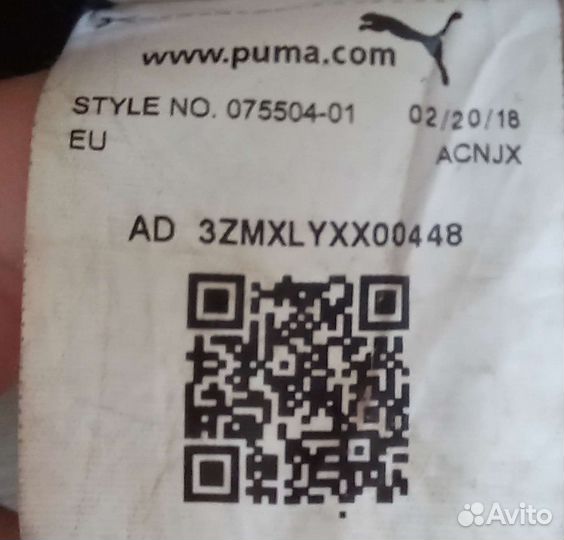 www.puma.com
STYLE NO. 075504-01 02/20/18
EU ACNJX
AD 3ZMXLYXX00448
Avito